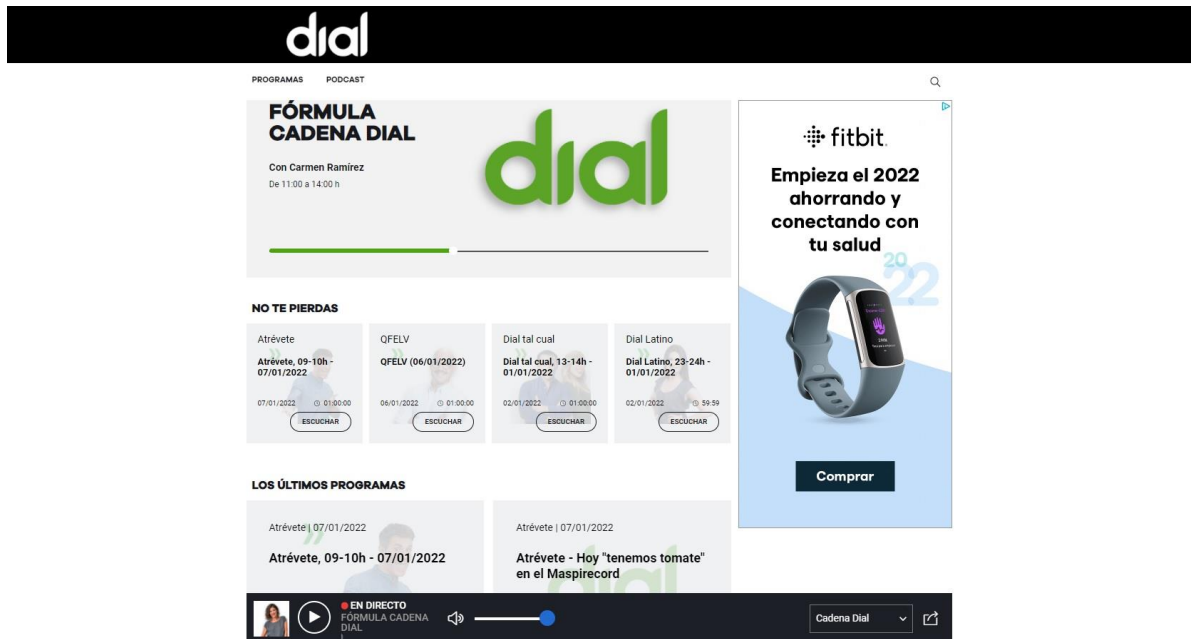 dial
PROGRAMAS PODCAST
FÓRMULA
CADENA DIAL
Con Carmen Ramírez
De 11:00 a 14:00 h
dial
NO TE PIERDAS
Atrévete
Atrévete, 09-10h -
07/01/2022
07/01/2022 01:00:00
ESCUCHAR
QFELV
QFELV (06/01/2022)
06/01/2022 01:00:00
ESCUCHAR
Dial tal cual
Dial tal cual, 13-14h -
01/01/2022
02/01/2022 01:00:00
ESCUCHAR
Dial Latino
Dial Latino, 23-24h -
01/01/2022
02/01/2022 59:59
ESCUCHAR
LOS ÚLTIMOS PROGRAMAS
Atrévete | 07/01/2022
Atrévete, 09-10h - 07/01/2022
Atrévete | 07/01/2022
Atrévete - Hoy "tenemos tomate"
en el Maspirecord
dial
fitbit
Empieza el 2022
ahorrando y
conectando con
tu salud
2022
Comprar
EN DIRECTO
FÓRMULA CADENA
DIAL
Cadena Dial